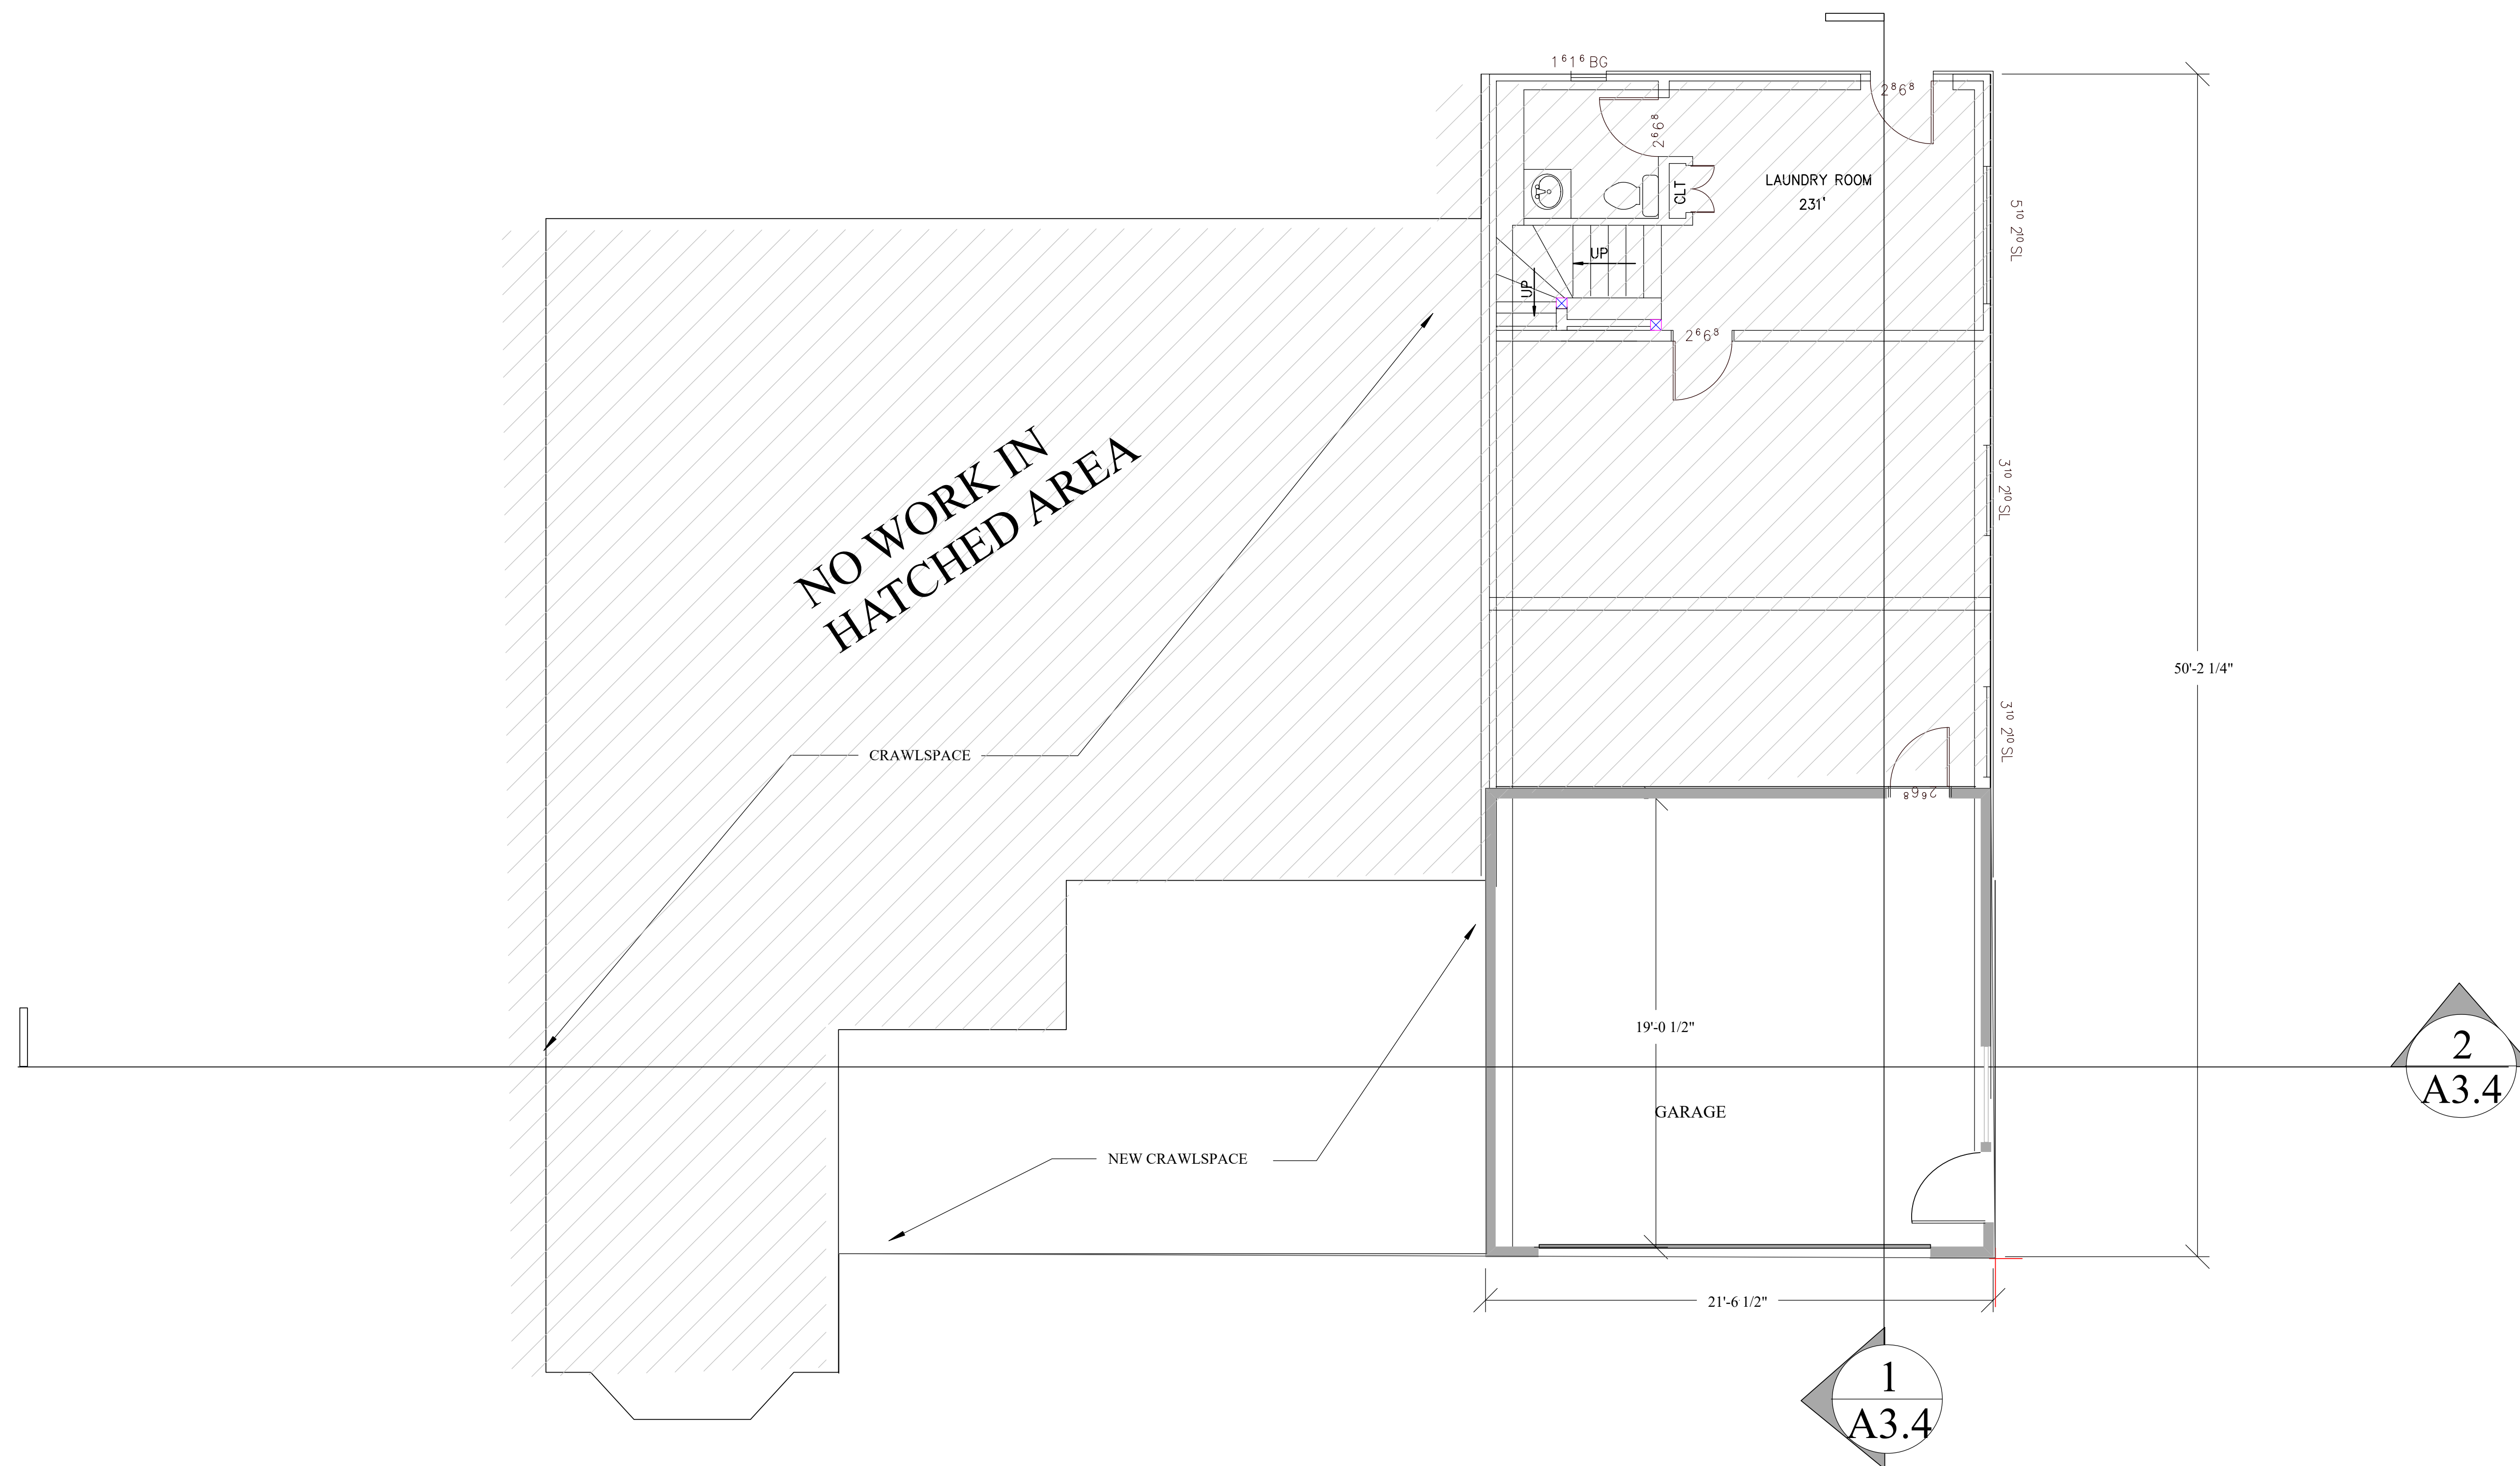 1⁶1⁶ BG
2⁸6⁸
2⁶6⁸
LAUNDRY ROOM
231'
CLT
5¹⁰ 2¹⁰ SL
UP
UP
2⁶6⁸
NO WORK IN
HATCHED AREA
3¹⁰ 2¹⁰ SL
50'-2 1/4"
CRAWLSPACE
3¹⁰ 2¹⁰ SL
2⁶6⁸
19'-0 1/2"
2
A3.4
GARAGE
NEW CRAWLSPACE
21'-6 1/2"
1
A3.4